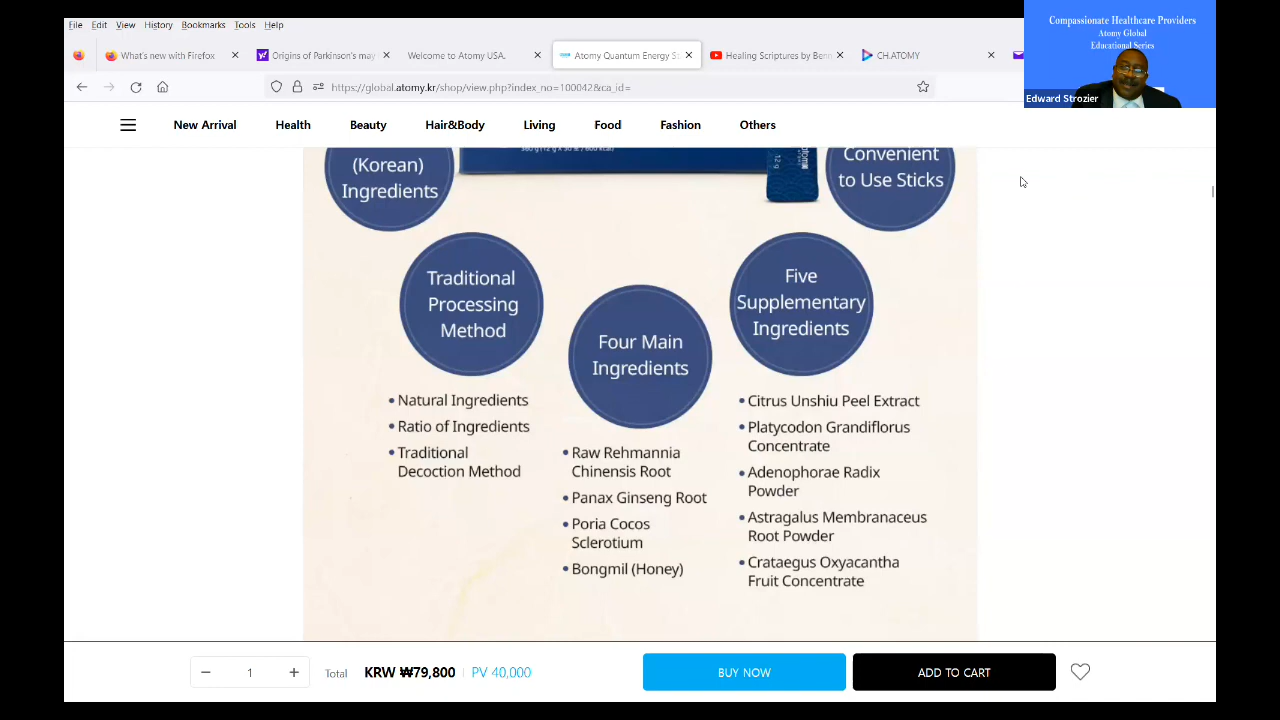 File Edit View History Bookmarks Tools Help
Compassionate Healthcare Providers
Atomy Global
Educational Series
Edward Strozier
What's new with Firefox
Origins of Parkinson's may
Welcome to Atomy USA.
Atomy Quantum Energy S
Healing Scriptures by Benn
CH.ATOMY
https://global.atomy.kr/shop/view.php?index_no=100042&ca_id=
New Arrival Health Beauty Hair&Body Living Food Fashion Others
(Korean)
Ingredients
12 g
Convenient
to Use Sticks
Traditional
Processing
Method
Four Main
Ingredients
Five
Supplementary
Ingredients
• Natural Ingredients
• Ratio of Ingredients
• Traditional
Decoction Method
• Raw Rehmannia
Chinensis Root
• Panax Ginseng Root
• Poria Cocos
Sclerotium
• Bongmil (Honey)
• Citrus Unshiu Peel Extract
• Platycodon Grandiflorus
Concentrate
• Adenophorae Radix
Powder
• Astragalus Membranaceus
Root Powder
• Crataegus Oxyacantha
Fruit Concentrate
− 1 + Total KRW ₩79,800 | PV 40,000 BUY NOW ADD TO CART